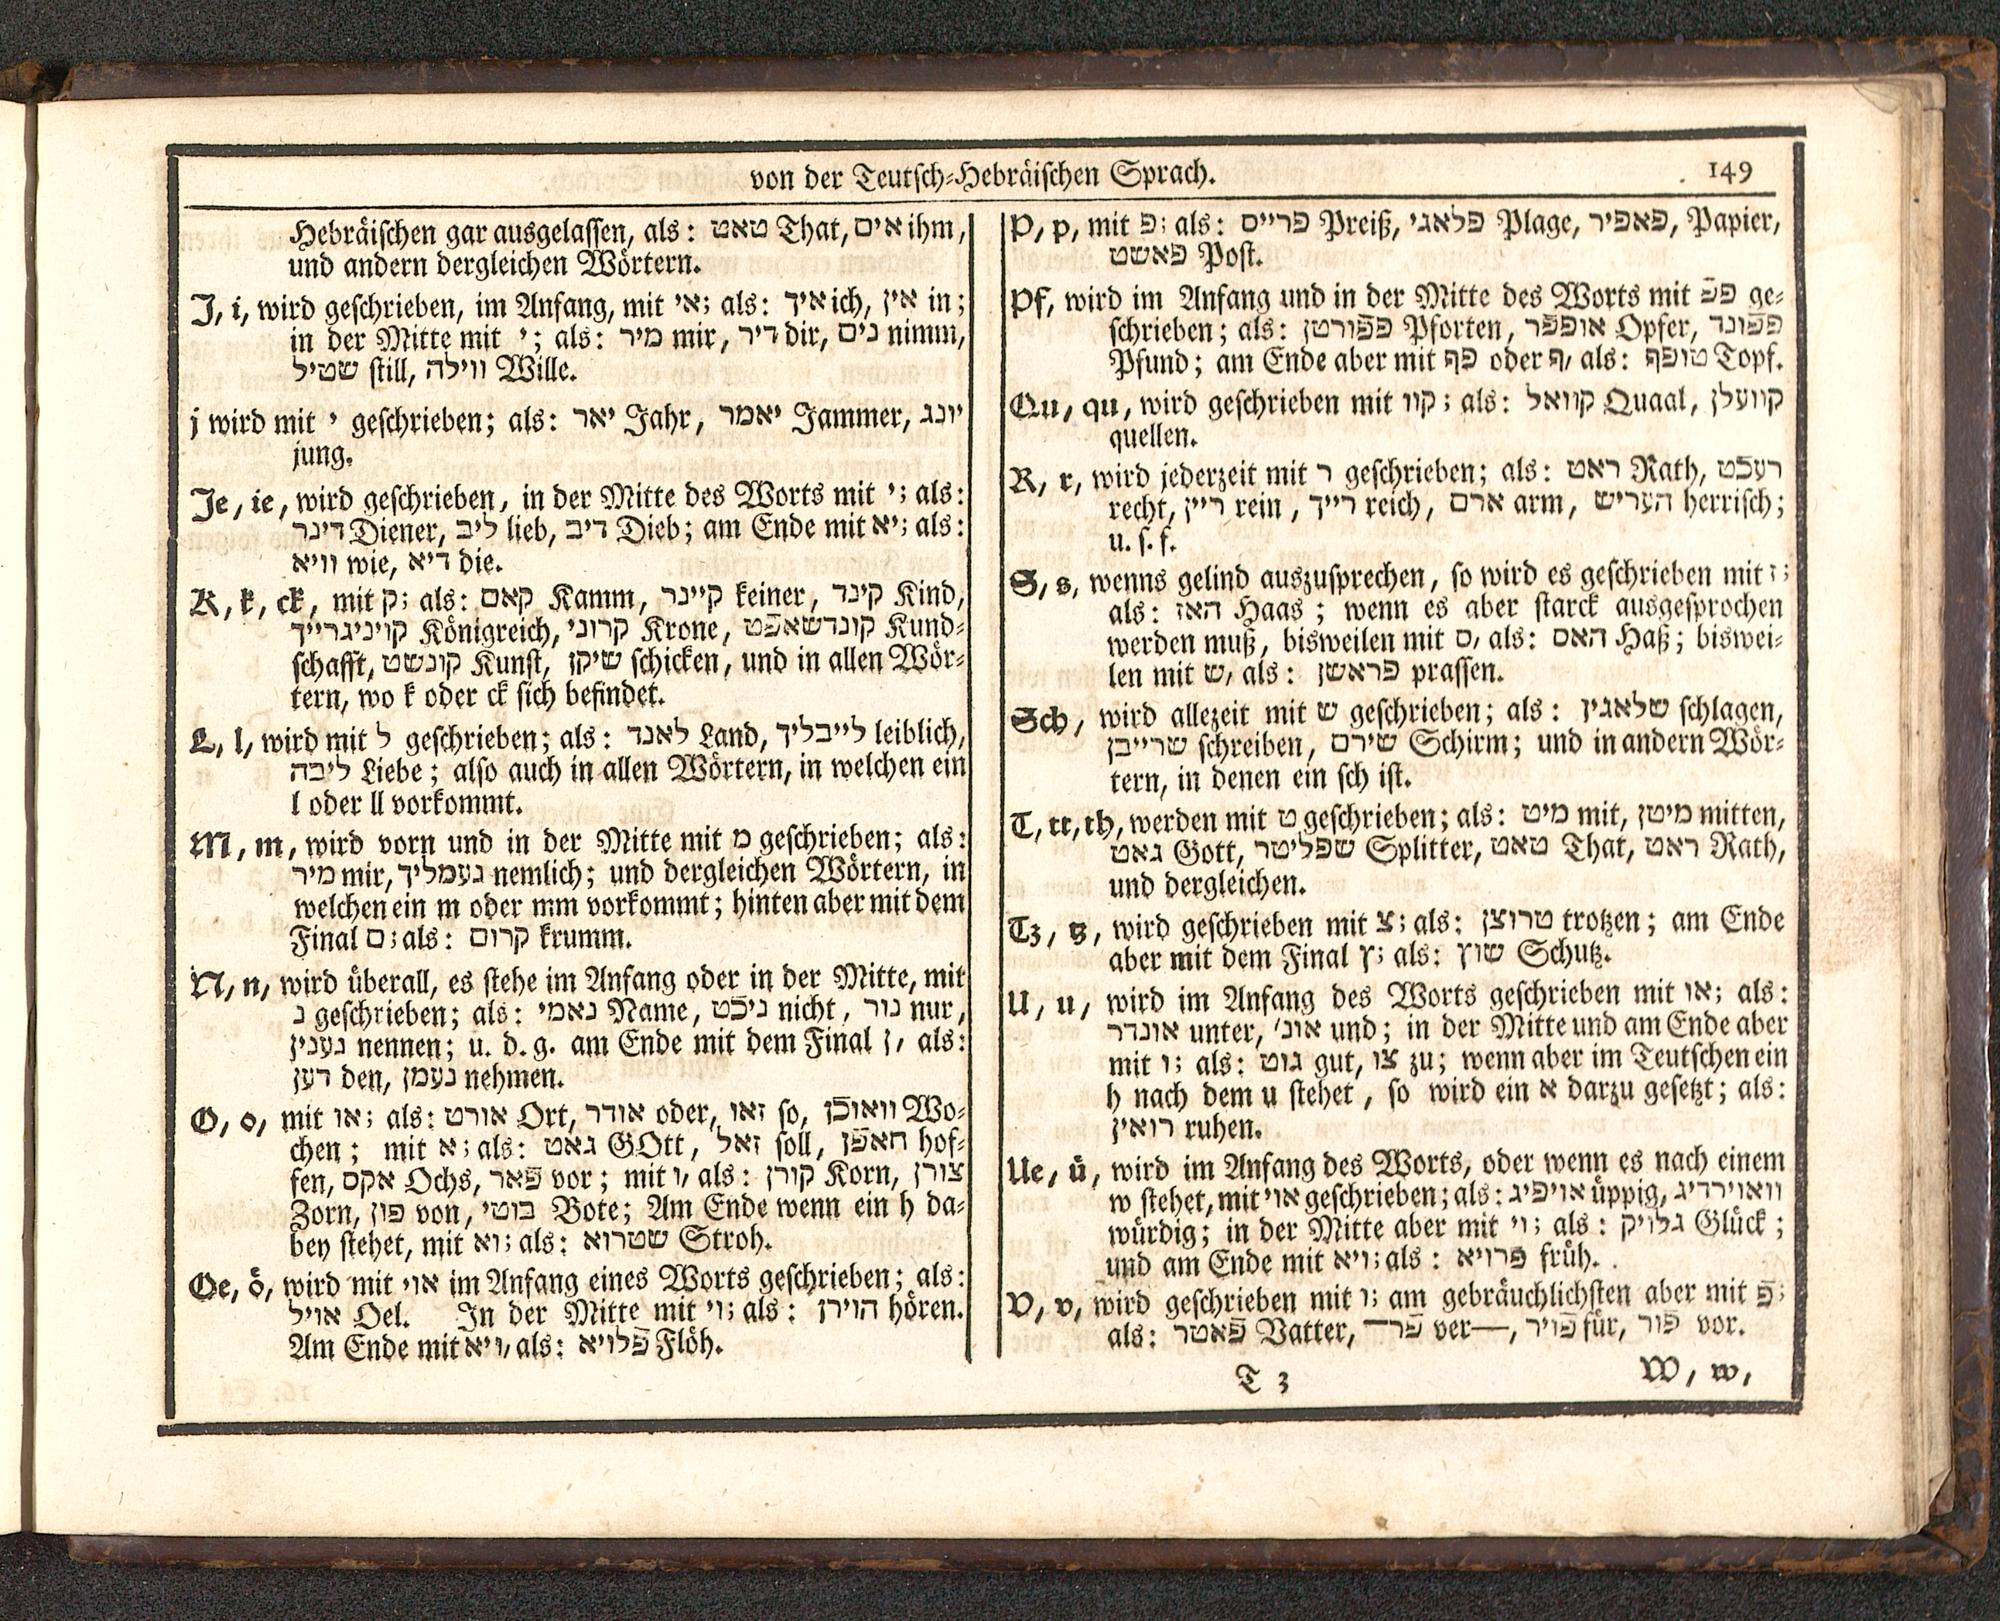 von der Teutsch-Hebräischen Sprach. 149
Hebräischen gar ausgelassen, als: טאט That, אים ihm,
und andern dergleichen Wörtern.
J, i, wird geschrieben, im Anfang, mit אי; als: איך ich, אין in;
in der Mitte mit י; als: מיר mir, דיר dir, נים nimm,
שטיל still, ווילה Wille.
j wird mit י geschrieben; als: יאר Jahr, יאמר Jammer, יונג
jung.
Je, ie, wird geschrieben, in der Mitte des Worts mit י; als:
דינר Diener, ליב lieb, דיב Dieb; am Ende mit יא; als:
וויא wie, דיא die.
K, k, ck, mit ק; als: קאם Kamm, קיינר keiner, קינד Kind,
קויניגרייך Königreich, קרוני Krone, קונדשאפֿט Kund-
schafft, קונשט Kunst, שיקן schicken, und in allen Wör-
tern, wo k oder ck sich befindet.
L, l, wird mit ל geschrieben; als: לאנד Land, לייבליך leiblich,
ליבה Liebe; also auch in allen Wörtern, in welchen ein
l oder ll vorkommt.
M, m, wird vorn und in der Mitte mit מ geschrieben; als:
מיר mir, נעמליך nemlich; und dergleichen Wörtern, in
welchen ein m oder mm vorkommt; hinten aber mit dem
Final ם; als: קרום krumm.
N, n, wird überall, es stehe im Anfang oder in der Mitte, mit
נ geschrieben; als: נאמי Name, ניכֿט nicht, נור nur,
נענין nennen; u. d. g. am Ende mit dem Final ן, als:
דען den, נעמן nehmen.
O, o, mit או; als: אורט Ort, אודר oder, זאו so, וואוכֿן Wo-
chen; mit א; als: גאט GOtt, זאל soll, האפֿן hof-
fen, אקס Ochs, פֿאר vor; mit ו, als: קורן Korn, צורן
Zorn, פון von, בוטי Bote; Am Ende wenn ein h da-
bey stehet, mit וא; als: שטרוא Stroh.
Oe, ö, wird mit אוי im Anfang eines Worts geschrieben; als:
אויל Oel. In der Mitte mit וי; als: הוירן hören.
Am Ende mit ויא, als: פֿלויא Flöh.
P, p, mit פ; als: פרייס Preiß, פלאגי Plage, פאפיר, Papier,
פאשט Post.
Pf, wird im Anfang und in der Mitte des Worts mit פפֿ ge-
schrieben; als: פפֿורטן Pforten, אופפֿר Opfer, פפֿונד
Pfund; am Ende aber mit פף oder ף, als: טופף Topf.
Qu, qu, wird geschrieben mit קוו; als: קוואל Quaal, קוועלן
quellen.
R, r, wird jederzeit mit ר geschrieben; als: ראט Rath, רעכֿט
recht, ריין rein, רייך reich, ארם arm, העריש herrisch;
u. s. f.
S, s, wenns gelind auszusprechen, so wird es geschrieben mit ז;
als: האז Haas; wenn es aber starck ausgesprochen
werden muß, bisweilen mit ס, als: האס Haß; biswei-
len mit ש, als: פראשן prassen.
Sch, wird allezeit mit ש geschrieben; als: שלאגין schlagen,
שרייבן schreiben, שירם Schirm; und in andern Wör-
tern, in denen ein sch ist.
T, tt, th, werden mit ט geschrieben; als: מיט mit, מיטן mitten,
גאט Gott, שפליטר Splitter, טאט That, ראט Rath,
und dergleichen.
Tz, tz, wird geschrieben mit צ; als: טרוצן trotzen; am Ende
aber mit dem Final ץ; als: שוץ Schutz.
U, u, wird im Anfang des Worts geschrieben mit או; als:
אונדר unter, אונ׳ und; in der Mitte und am Ende aber
mit ו; als: גוט gut, צו zu; wenn aber im Teutschen ein
h nach dem u stehet, so wird ein א darzu gesetzt; als:
רואין ruhen.
Ue, ü, wird im Anfang des Worts, oder wenn es nach einem
w stehet, mit אוי geschrieben; als: אויפיג üppig, וואוירדיג
würdig; in der Mitte aber mit וי; als: גלויק Glück;
und am Ende mit ויא; als: פרויא früh.
V, v, wird geschrieben mit ו; am gebräuchlichsten aber mit פֿ;
als: פֿאטר Vatter, פֿר— ver—, פֿויר für, פֿור vor.
T 3 W, w,